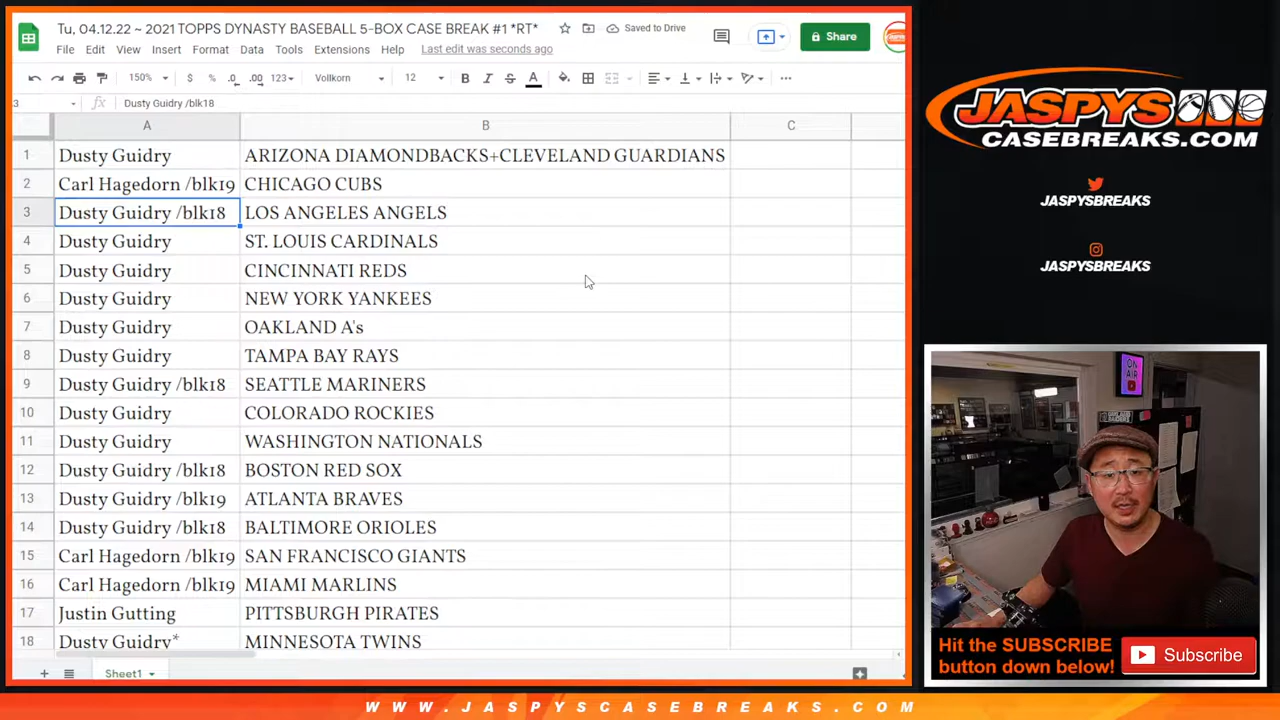 Tu, 04.12.22 ~ 2021 TOPPS DYNASTY BASEBALL 5-BOX CASE BREAK #1 *RT*
Saved to Drive
Share
File Edit View Insert Format Data Tools Extensions Help Last edit was seconds ago
150% $ % .0 .00 123 Vollkorn 12 B I S A
3 fx Dusty Guidry /blk18
A B C
1 Dusty Guidry ARIZONA DIAMONDBACKS+CLEVELAND GUARDIANS
2 Carl Hagedorn /blk19 CHICAGO CUBS
3 Dusty Guidry /blk18 LOS ANGELES ANGELS
4 Dusty Guidry ST. LOUIS CARDINALS
5 Dusty Guidry CINCINNATI REDS
6 Dusty Guidry NEW YORK YANKEES
7 Dusty Guidry OAKLAND A's
8 Dusty Guidry TAMPA BAY RAYS
9 Dusty Guidry /blk18 SEATTLE MARINERS
10 Dusty Guidry COLORADO ROCKIES
11 Dusty Guidry WASHINGTON NATIONALS
12 Dusty Guidry /blk18 BOSTON RED SOX
13 Dusty Guidry /blk19 ATLANTA BRAVES
14 Dusty Guidry /blk18 BALTIMORE ORIOLES
15 Carl Hagedorn /blk19 SAN FRANCISCO GIANTS
16 Carl Hagedorn /blk19 MIAMI MARLINS
17 Justin Gutting PITTSBURGH PIRATES
18 Dusty Guidry* MINNESOTA TWINS
Sheet1
JASPYS
CASEBREAKS.COM
JASPYSBREAKS
JASPYSBREAKS
ON
AIR
Hit the SUBSCRIBE
button down below!
Subscribe
WWW.JASPYSCASEBREAKS.COM